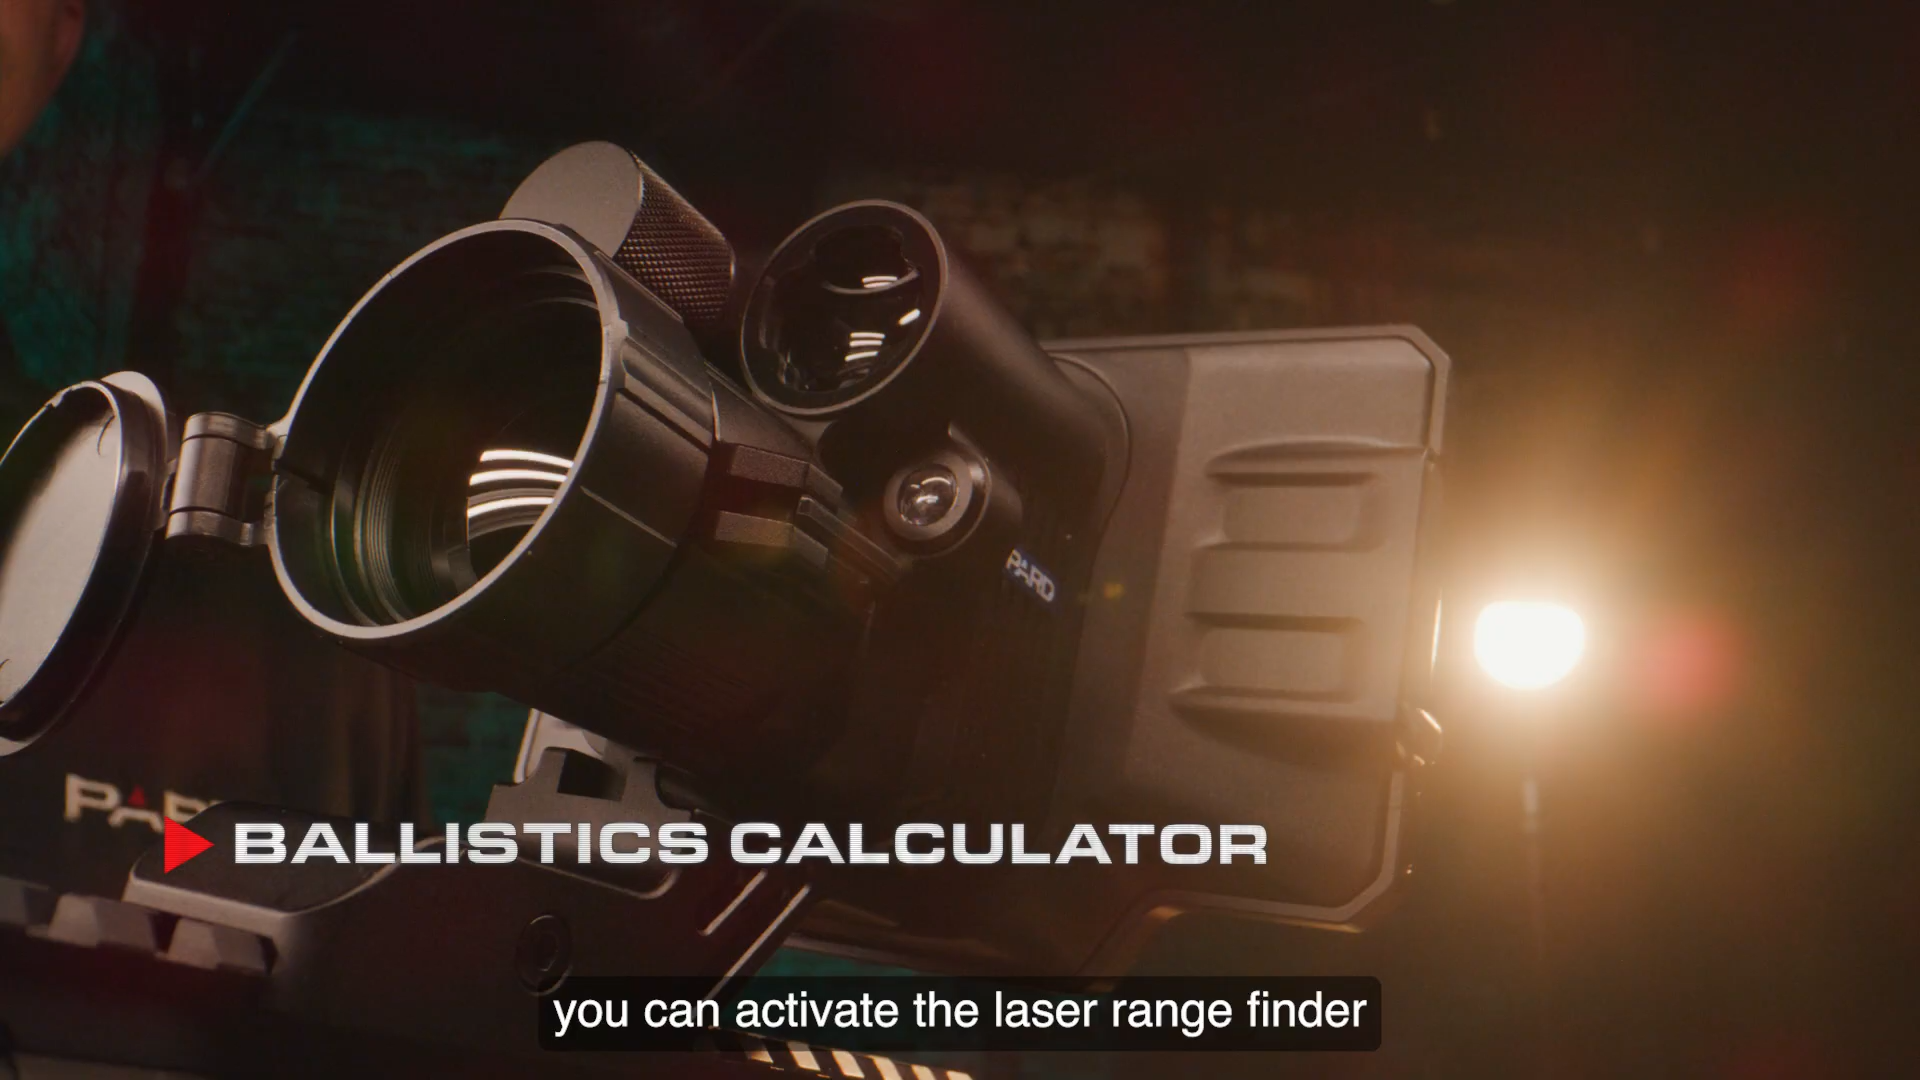 PARD
BALLISTICS CALCULATOR
you can activate the laser range finder